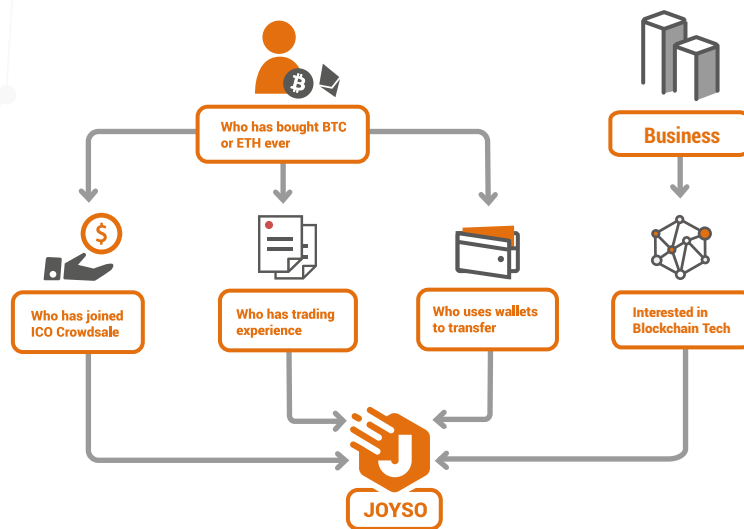 Who has bought BTC
or ETH ever
Business
Who has joined
ICO Crowdsale
Who has trading
experience
Who uses wallets
to transfer
Interested in
Blockchain Tech
JOYSO